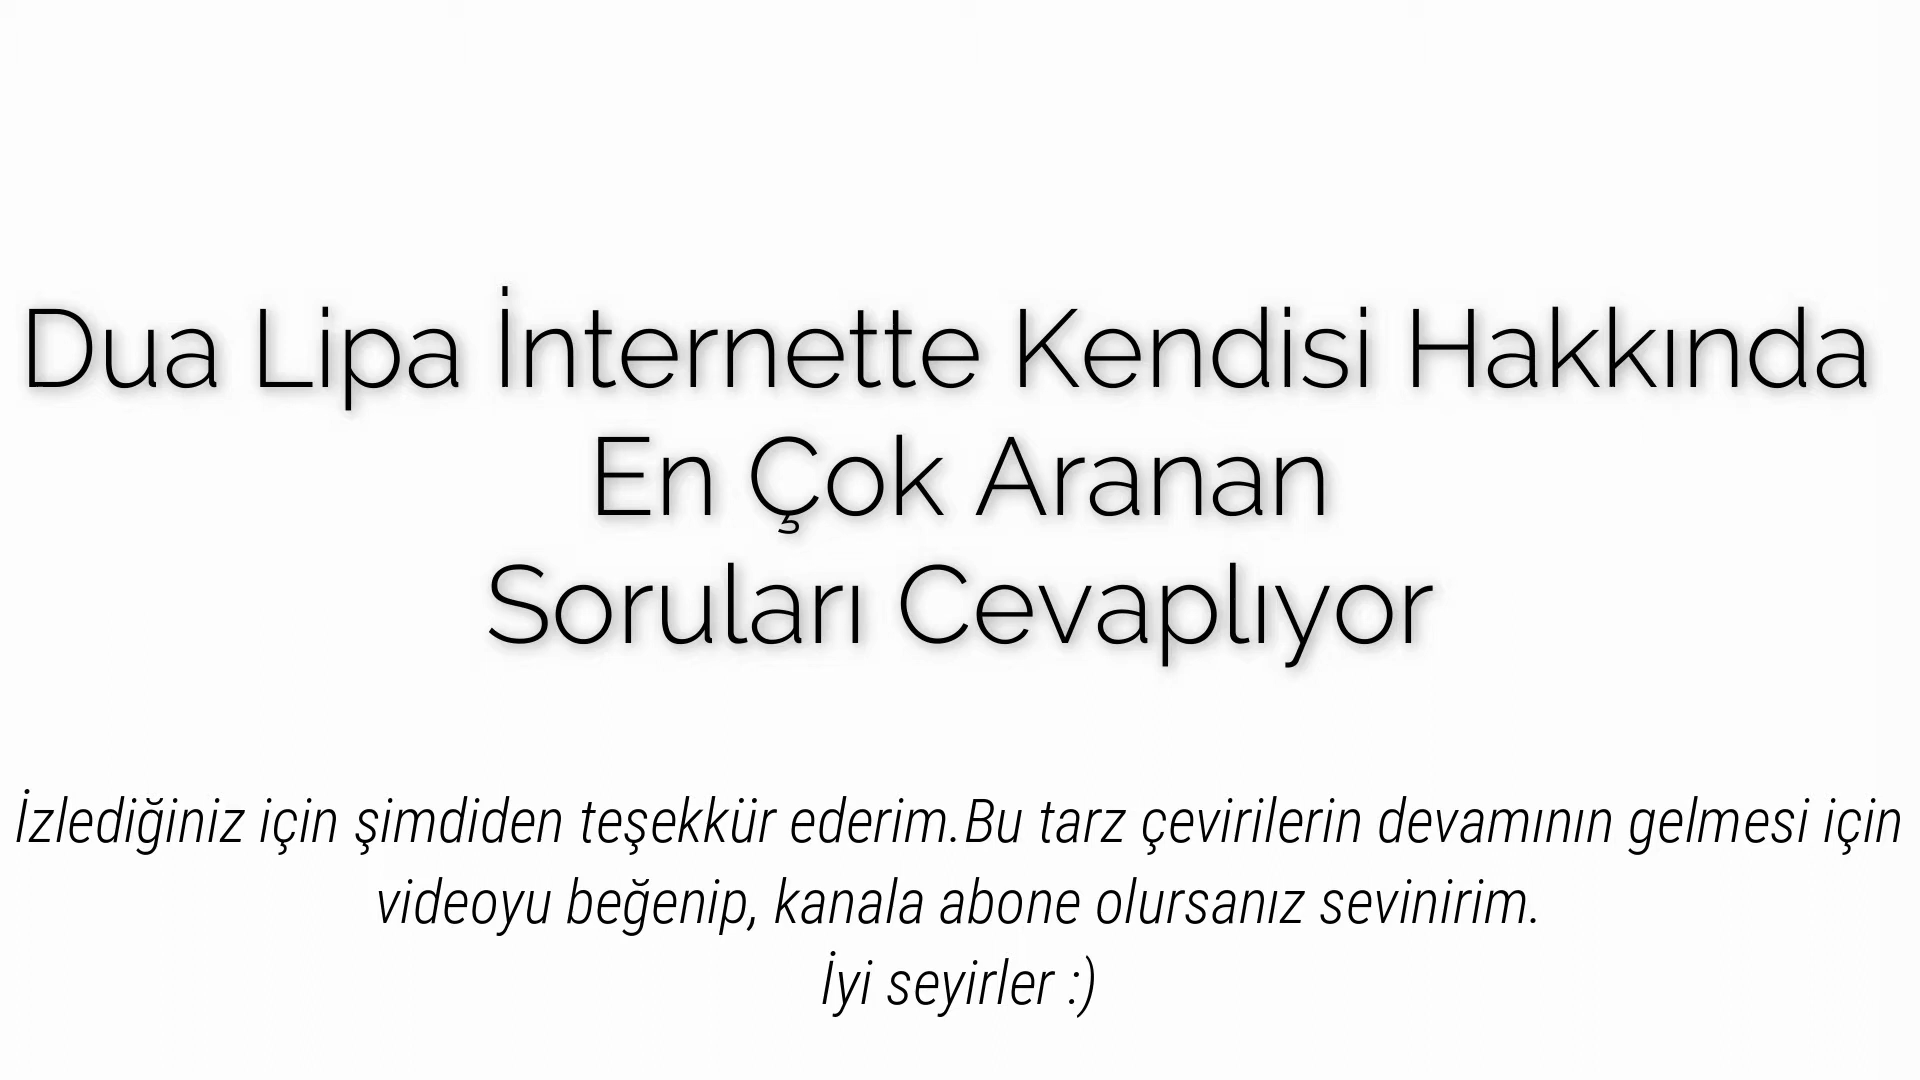 Dua Lipa İnternette Kendisi Hakkında
En Çok Aranan
Soruları Cevaplıyor
İzlediğiniz için şimdiden teşekkür ederim.Bu tarz çevirilerin devamının gelmesi için
videoyu beğenip, kanala abone olursanız sevinirim.
İyi seyirler :)